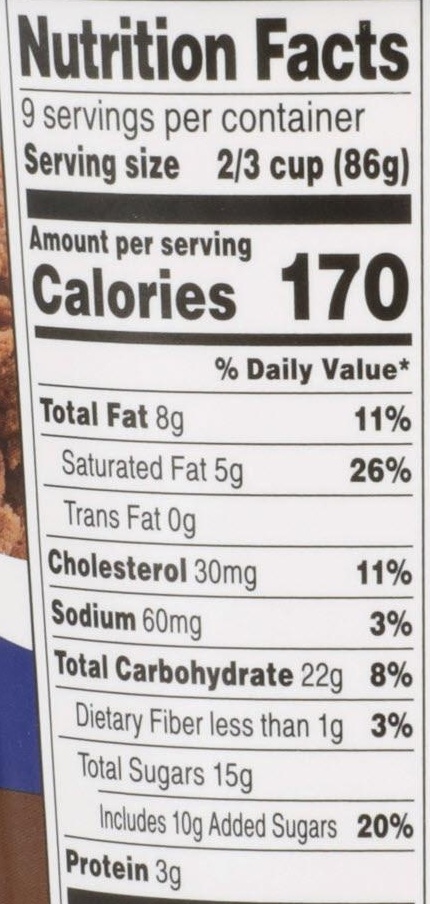 Nutrition Facts
9 servings per container
Serving size 2/3 cup (86g)
Amount per serving
Calories 170
% Daily Value*
Total Fat 8g 11%
Saturated Fat 5g 26%
Trans Fat 0g
Cholesterol 30mg 11%
Sodium 60mg 3%
Total Carbohydrate 22g 8%
Dietary Fiber less than 1g 3%
Total Sugars 15g
Includes 10g Added Sugars 20%
Protein 3g